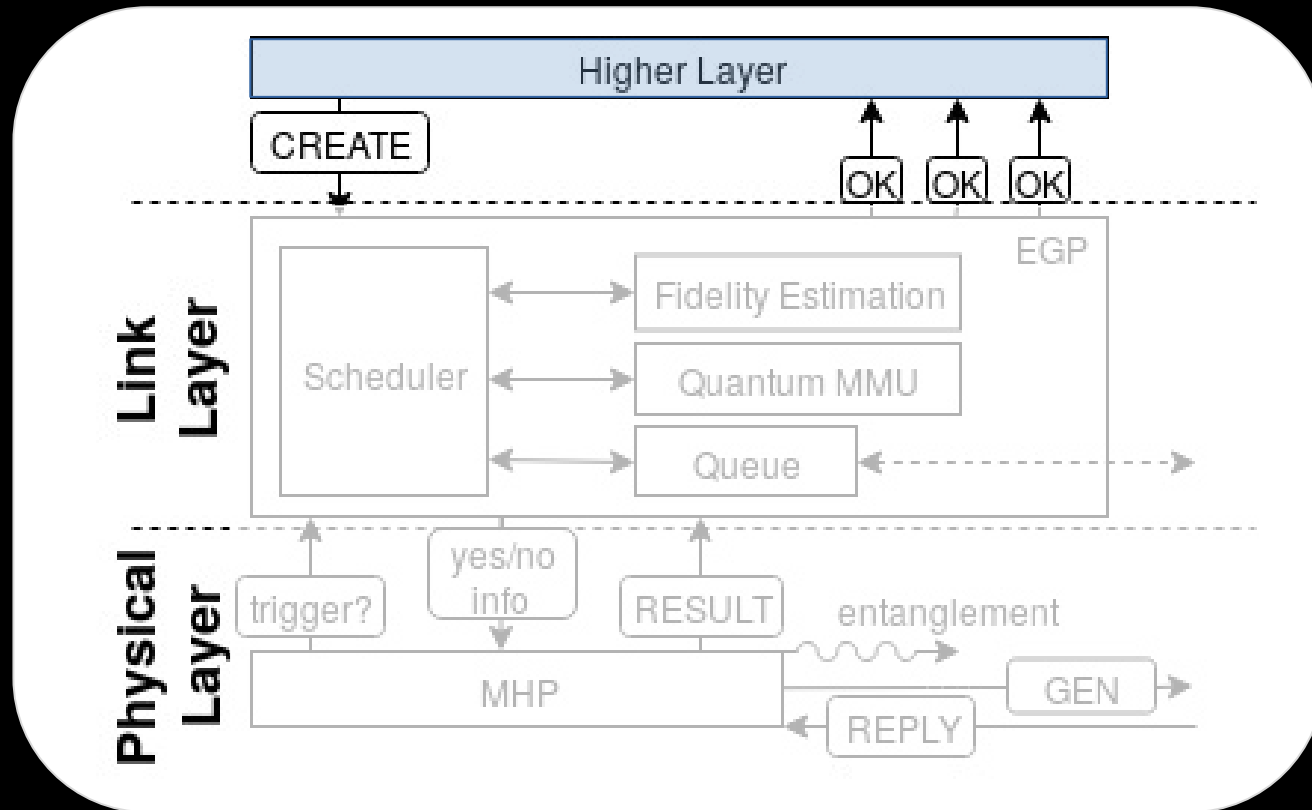 Higher Layer
CREATE
OK OK OK
EGP
Link
Layer
Scheduler
Fidelity Estimation
Quantum MMU
Queue
Physical
Layer
trigger?
yes/no
info
RESULT
entanglement
MHP
GEN
REPLY